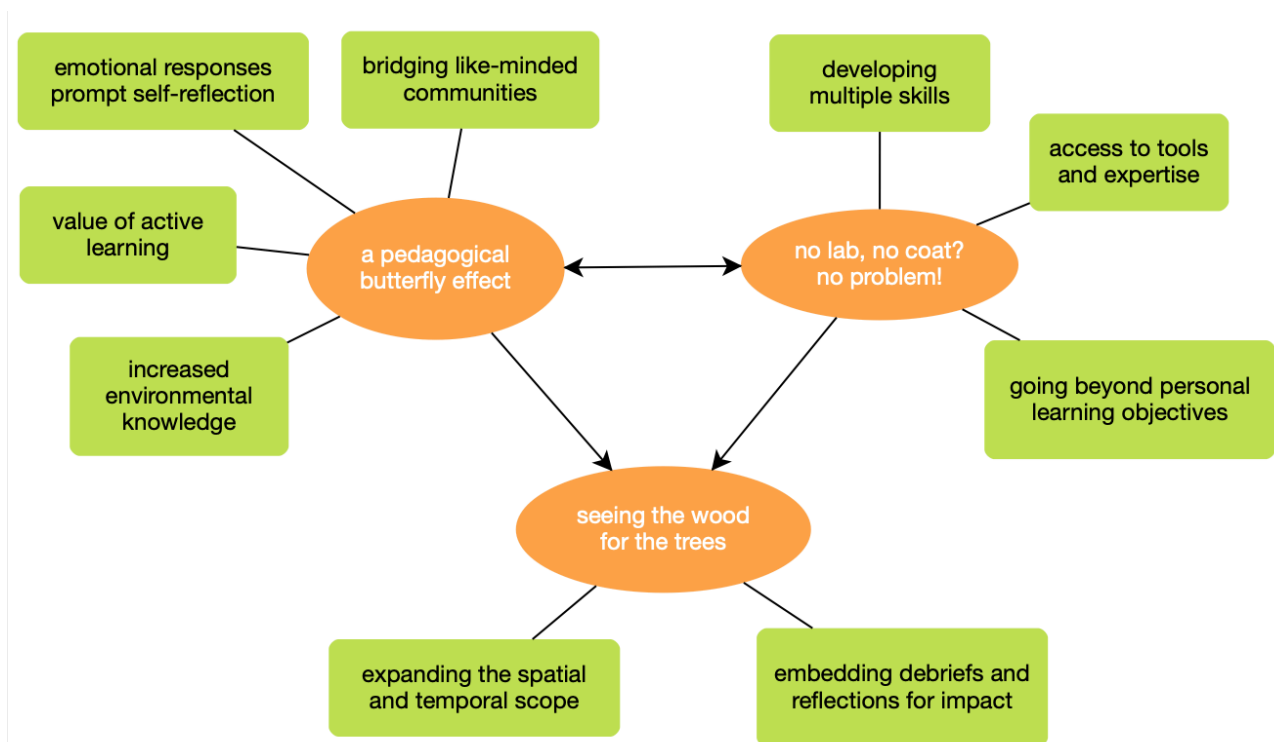 emotional responses
prompt self-reflection
bridging like-minded
communities
developing
multiple skills
access to tools
and expertise
value of active
learning
a pedagogical
butterfly effect
no lab, no coat?
no problem!
increased
environmental
knowledge
going beyond personal
learning objectives
seeing the wood
for the trees
expanding the spatial
and temporal scope
embedding debriefs and
reflections for impact